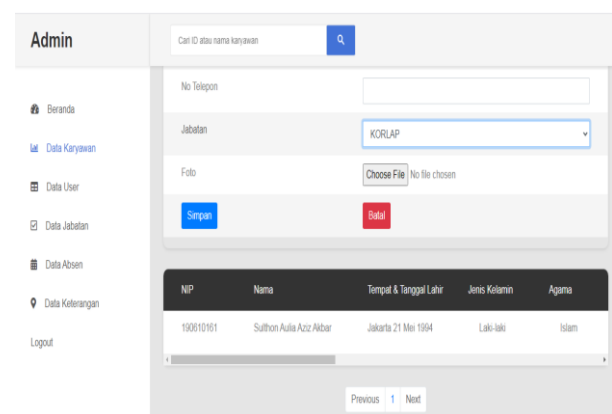 Admin
Cari ID atau nama karyawan
Beranda
Data Karyawan
Data User
Data Jabatan
Data Absen
Data Keterangan
Logout
No Telepon
Jabatan
KORLAP
Foto
Choose File No file chosen
Simpan
Batal
NIP Nama Tempat & Tanggal Lahir Jenis Kelamin Agama
190610161 Sulthon Aulia Aziz Akbar Jakarta 21 Mei 1994 Laki-laki Islam
Previous 1 Next